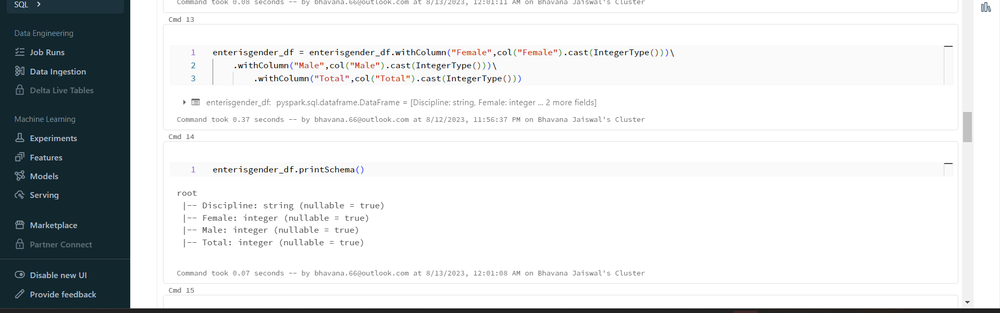 SQL
Data Engineering
Job Runs
Data Ingestion
Delta Live Tables
Machine Learning
Experiments
Features
Models
Serving
Marketplace
Partner Connect
Disable new UI
Provide feedback
Command took 0.08 seconds -- by bhavana.66@outlook.com at 8/13/2023, 12:01:11 AM on Bhavana Jaiswal's Cluster
Cmd 13
1 enterisgender_df = enterisgender_df.withColumn("Female",col("Female").cast(IntegerType()))\
2 .withColumn("Male",col("Male").cast(IntegerType()))\
3 .withColumn("Total",col("Total").cast(IntegerType()))
enterisgender_df: pyspark.sql.dataframe.DataFrame = [Discipline: string, Female: integer ... 2 more fields]
Command took 0.37 seconds -- by bhavana.66@outlook.com at 8/12/2023, 11:56:37 PM on Bhavana Jaiswal's Cluster
Cmd 14
1 enterisgender_df.printSchema()
root
|-- Discipline: string (nullable = true)
|-- Female: integer (nullable = true)
|-- Male: integer (nullable = true)
|-- Total: integer (nullable = true)
Command took 0.07 seconds -- by bhavana.66@outlook.com at 8/13/2023, 12:01:08 AM on Bhavana Jaiswal's Cluster
Cmd 15